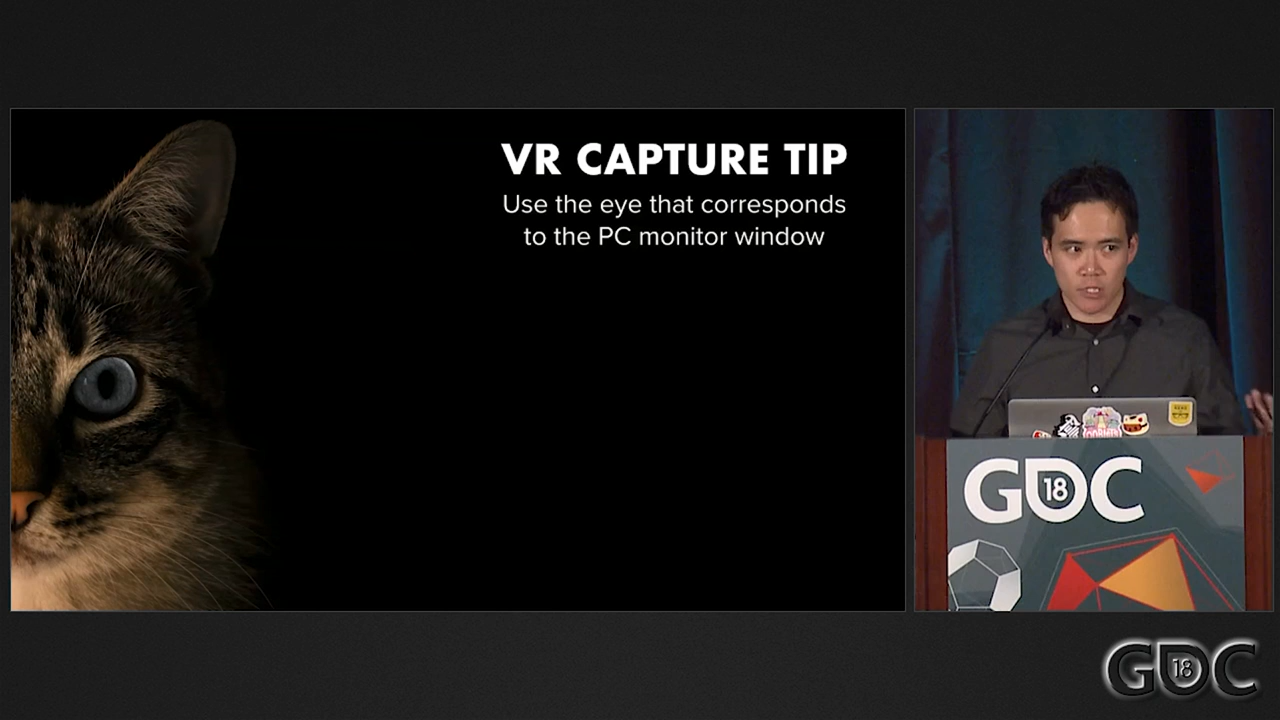 VR CAPTURE TIP
Use the eye that corresponds
to the PC monitor window
GDC
18
GDC
18